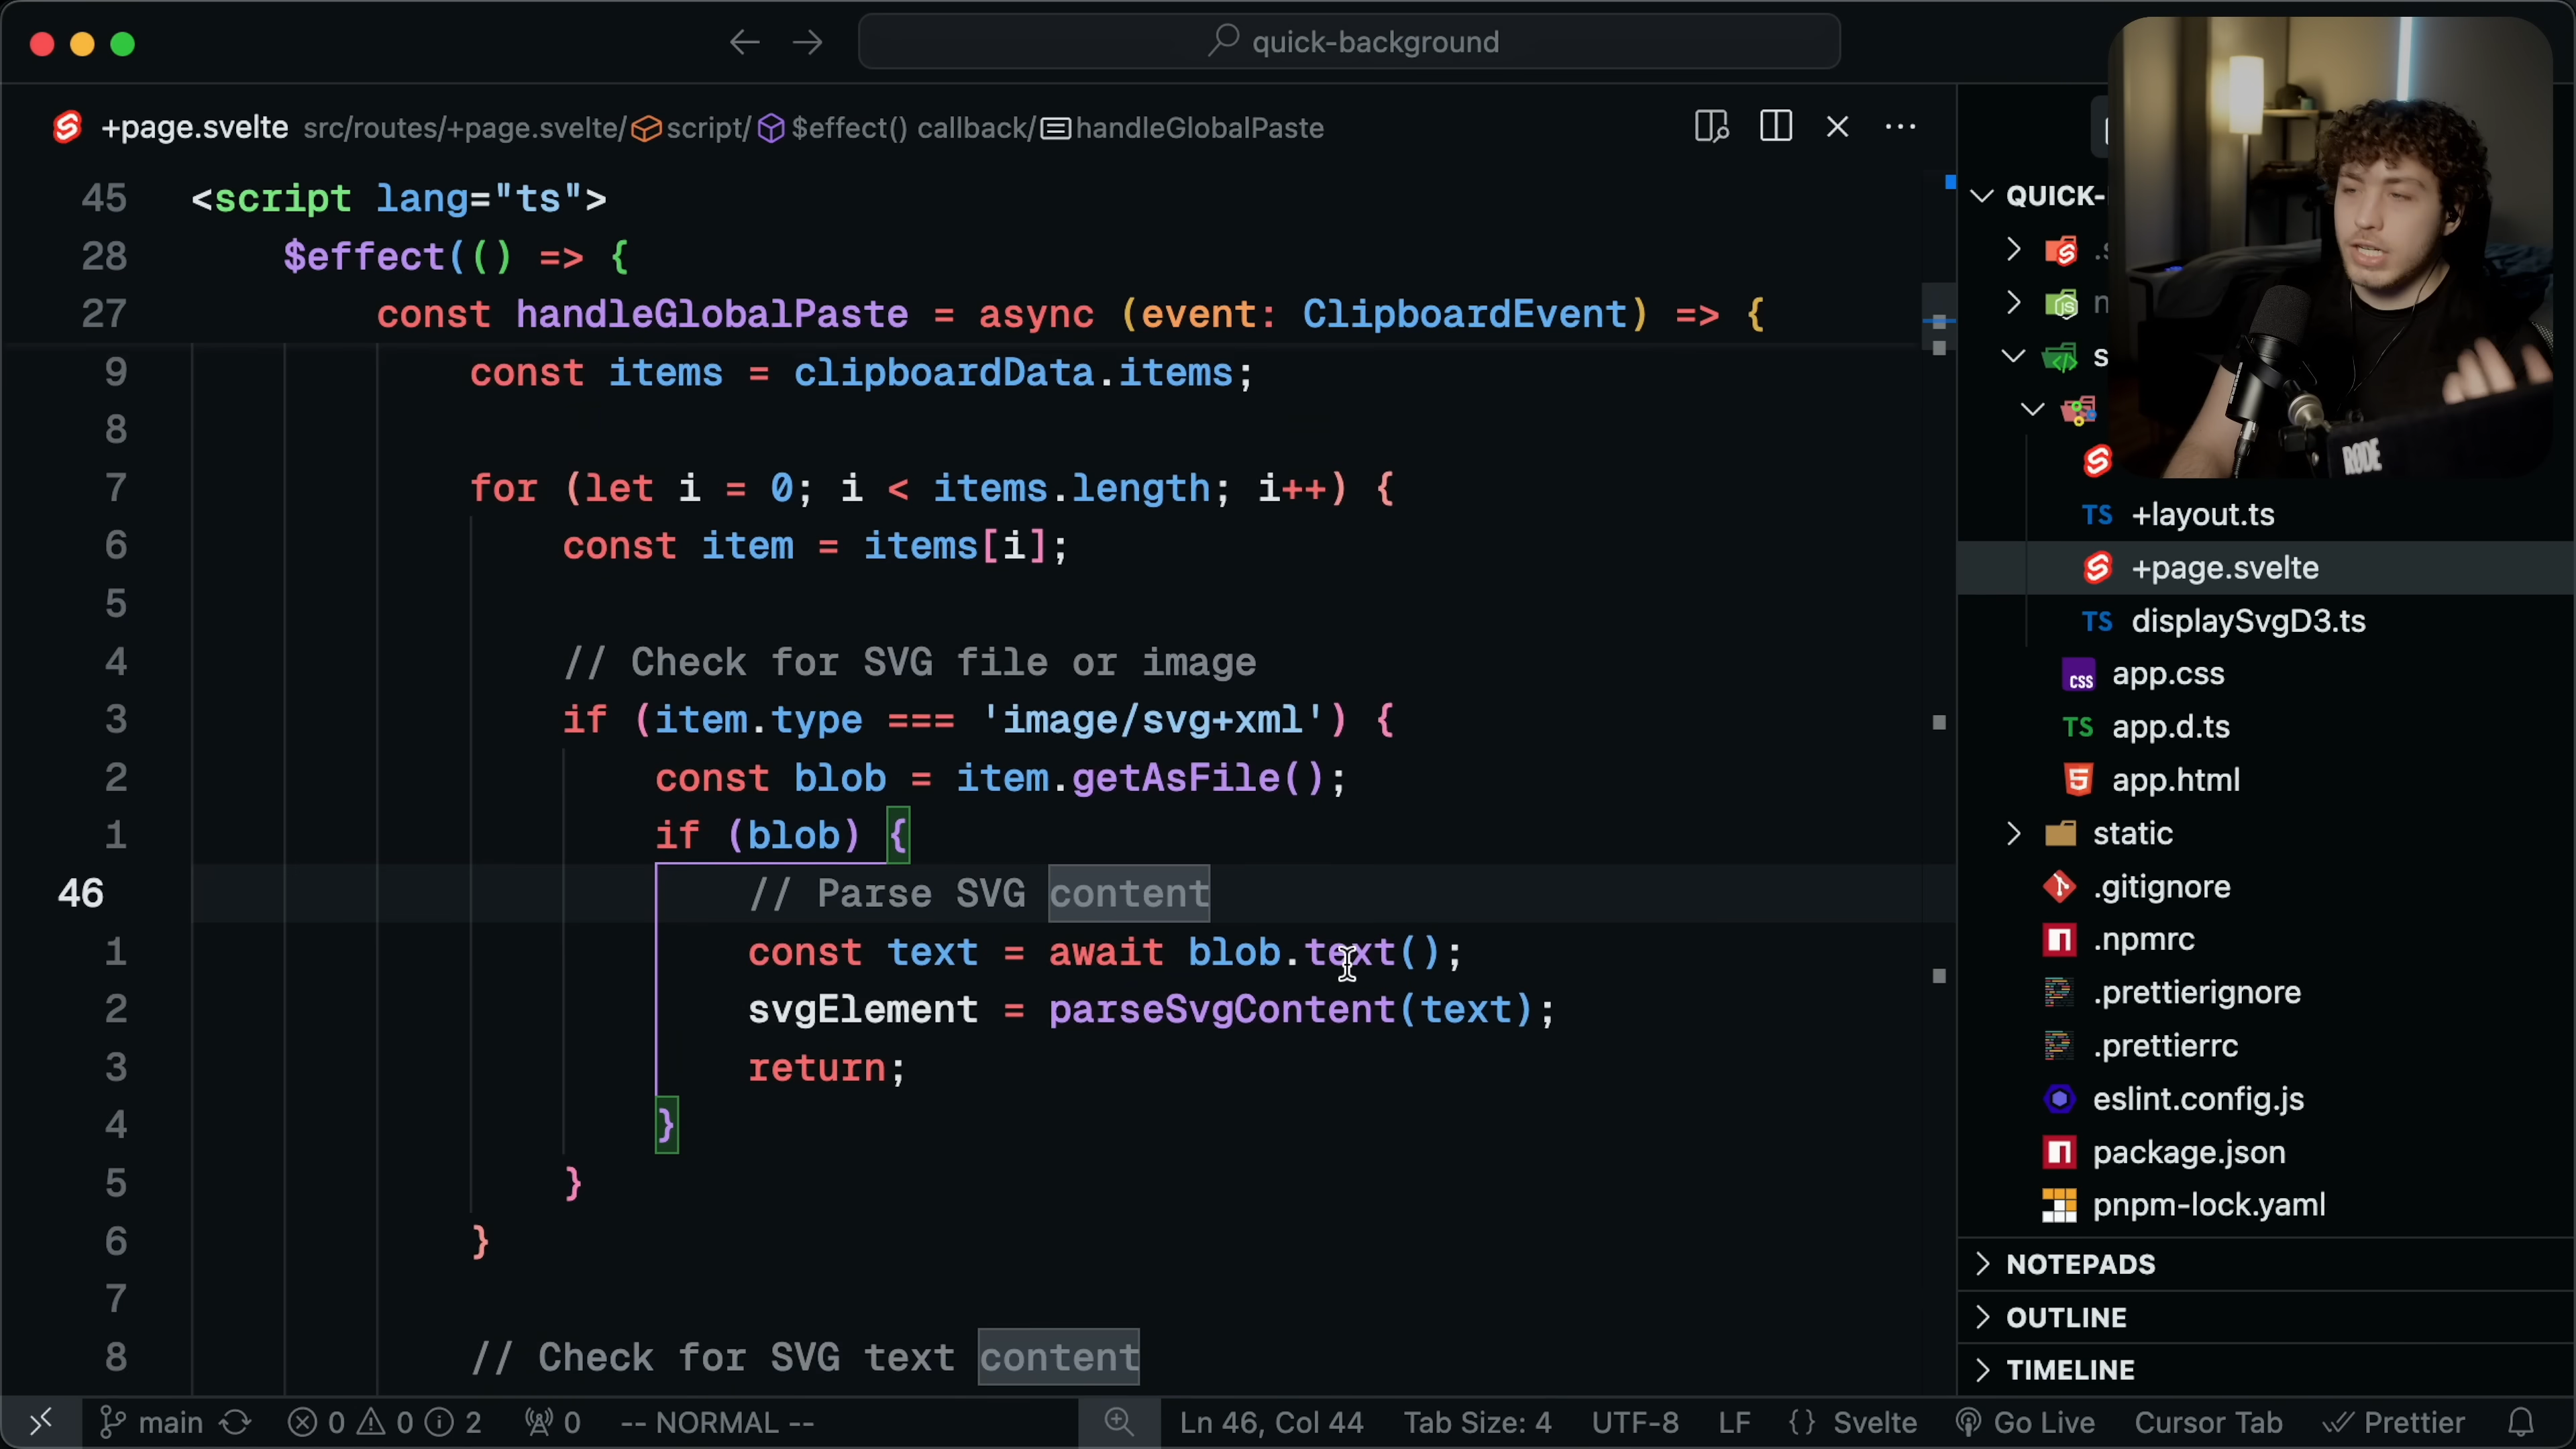 quick-background
+page.svelte src/routes/+page.svelte/ script/ $effect() callback/ handleGlobalPaste
45 <script lang="ts">
28 $effect(() => {
27 const handleGlobalPaste = async (event: ClipboardEvent) => {
9 const items = clipboardData.items;
8
7 for (let i = 0; i < items.length; i++) {
6 const item = items[i];
5
4 // Check for SVG file or image
3 if (item.type === 'image/svg+xml') {
2 const blob = item.getAsFile();
1 if (blob) {
46 // Parse SVG content
1 const text = await blob.text();
2 svgElement = parseSvgContent(text);
3 return;
4 }
5 }
6 }
7
8 // Check for SVG text content
QUICK-
.s
n
s
TS +layout.ts
+page.svelte
TS displaySvgD3.ts
css app.css
TS app.d.ts
5 app.html
static
.gitignore
.npmrc
.prettierignore
.prettierrc
eslint.config.js
package.json
pnpm-lock.yaml
NOTEPADS
OUTLINE
TIMELINE
RØDE
main 0 0 2 0 -- NORMAL -- Ln 46, Col 44 Tab Size: 4 UTF-8 LF {} Svelte Go Live Cursor Tab Prettier